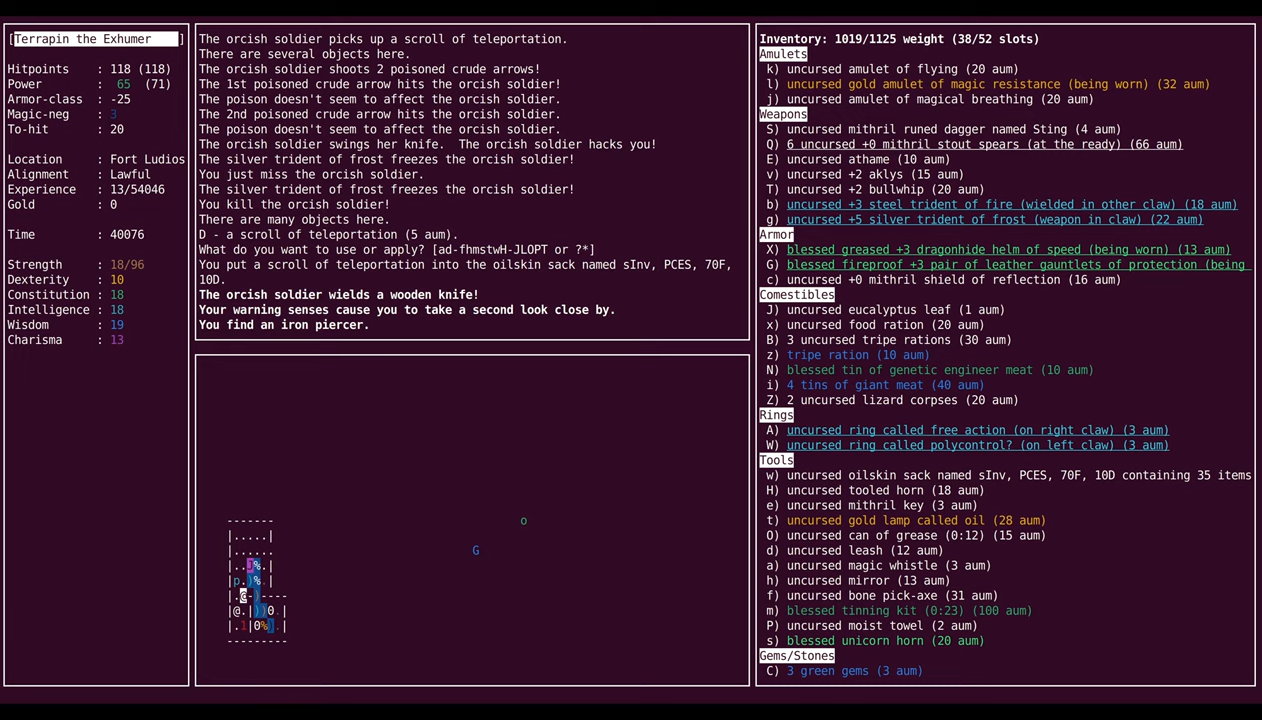 [Terrapin the Exhumer     ]
Hitpoints    : 118 (118)
Power        :  65  (71)
Armor-class  : -25
Magic-neg    : 3
To-hit       : 20
Location     : Fort Ludios
Alignment    : Lawful
Experience   : 13/54046
Gold         : 0
Time         : 40076
Strength     : 18/96
Dexterity    : 10
Constitution : 18
Intelligence : 18
Wisdom       : 19
Charisma     : 13
The orcish soldier picks up a scroll of teleportation.
There are several objects here.
The orcish soldier shoots 2 poisoned crude arrows!
The 1st poisoned crude arrow hits the orcish soldier!
The poison doesn't seem to affect the orcish soldier.
The 2nd poisoned crude arrow hits the orcish soldier.
The poison doesn't seem to affect the orcish soldier.
The orcish soldier swings her knife.  The orcish soldier hacks you!
The silver trident of frost freezes the orcish soldier!
You just miss the orcish soldier.
The silver trident of frost freezes the orcish soldier!
You kill the orcish soldier!
There are many objects here.
D - a scroll of teleportation (5 aum).
What do you want to use or apply? [ad-fhmstwH-JLOPT or ?*]
You put a scroll of teleportation into the oilskin sack named sInv, PCES, 70F,
10D.
The orcish soldier wields a wooden knife!
Your warning senses cause you to take a second look close by.
You find an iron piercer.
-------              o
|.....|
|......          G
|..J%.|
|p.)%.|
|.@-)----
|@.|))0.|
|.1|0%).|
---------
Inventory: 1019/1125 weight (38/52 slots)
Amulets
k) uncursed amulet of flying (20 aum)
l) uncursed gold amulet of magic resistance (being worn) (32 aum)
j) uncursed amulet of magical breathing (20 aum)
Weapons
S) uncursed mithril runed dagger named Sting (4 aum)
Q) 6 uncursed +0 mithril stout spears (at the ready) (66 aum)
E) uncursed athame (10 aum)
v) uncursed +2 aklys (15 aum)
T) uncursed +2 bullwhip (20 aum)
b) uncursed +3 steel trident of fire (wielded in other claw) (18 aum)
g) uncursed +5 silver trident of frost (weapon in claw) (22 aum)
Armor
X) blessed greased +3 dragonhide helm of speed (being worn) (13 aum)
G) blessed fireproof +3 pair of leather gauntlets of protection (being
c) uncursed +0 mithril shield of reflection (16 aum)
Comestibles
J) uncursed eucalyptus leaf (1 aum)
x) uncursed food ration (20 aum)
B) 3 uncursed tripe rations (30 aum)
z) tripe ration (10 aum)
N) blessed tin of genetic engineer meat (10 aum)
i) 4 tins of giant meat (40 aum)
Z) 2 uncursed lizard corpses (20 aum)
Rings
A) uncursed ring called free action (on right claw) (3 aum)
W) uncursed ring called polycontrol? (on left claw) (3 aum)
Tools
w) uncursed oilskin sack named sInv, PCES, 70F, 10D containing 35 items
H) uncursed tooled horn (18 aum)
e) uncursed mithril key (3 aum)
t) uncursed gold lamp called oil (28 aum)
O) uncursed can of grease (0:12) (15 aum)
d) uncursed leash (12 aum)
a) uncursed magic whistle (3 aum)
h) uncursed mirror (13 aum)
f) uncursed bone pick-axe (31 aum)
m) blessed tinning kit (0:23) (100 aum)
P) uncursed moist towel (2 aum)
s) blessed unicorn horn (20 aum)
Gems/Stones
C) 3 green gems (3 aum)